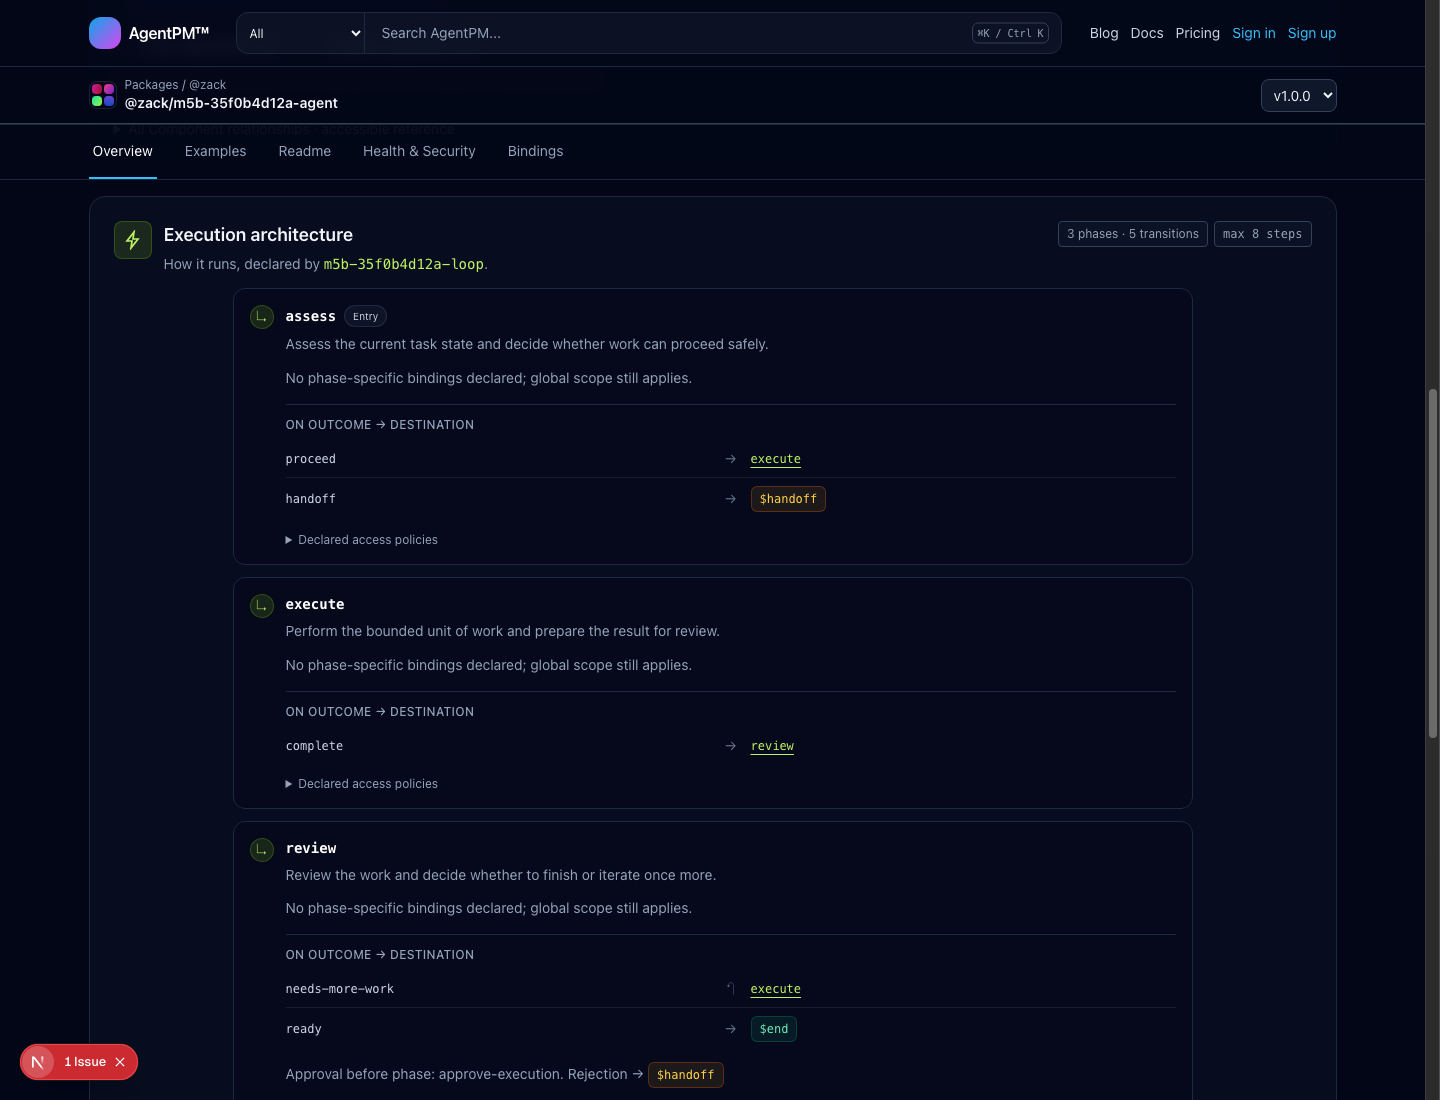 AgentPM™
All
Search AgentPM...
⌘K / Ctrl K
Blog
Docs
Pricing
Sign in
Sign up
Packages / @zack
@zack/m5b-35f0b4d12a-agent
v1.0.0
All Component relationships · accessible reference
Overview
Examples
Readme
Health & Security
Bindings
Execution architecture
3 phases · 5 transitions
max 8 steps
How it runs, declared by m5b-35f0b4d12a-loop.
assess
Entry
Assess the current task state and decide whether work can proceed safely.
No phase-specific bindings declared; global scope still applies.
ON OUTCOME → DESTINATION
proceed → execute
handoff → $handoff
Declared access policies
execute
Perform the bounded unit of work and prepare the result for review.
No phase-specific bindings declared; global scope still applies.
ON OUTCOME → DESTINATION
complete → review
Declared access policies
review
Review the work and decide whether to finish or iterate once more.
No phase-specific bindings declared; global scope still applies.
ON OUTCOME → DESTINATION
needs-more-work execute
ready → $end
Approval before phase: approve-execution. Rejection → $handoff
N 1 Issue